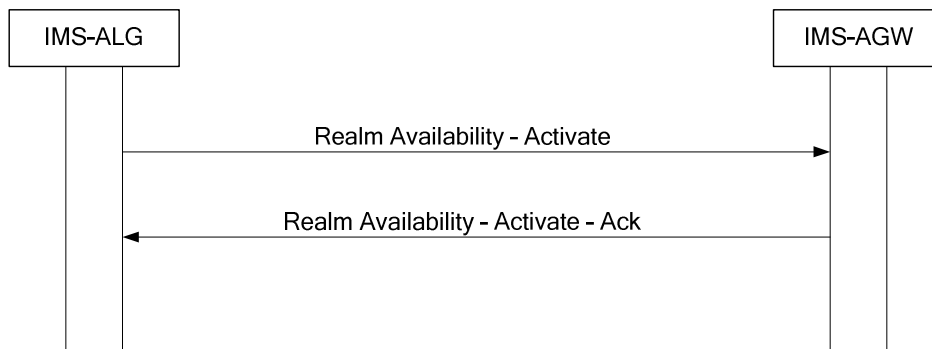 IMS-ALG
IMS-AGW
Realm Availability - Activate
Realm Availability - Activate - Ack